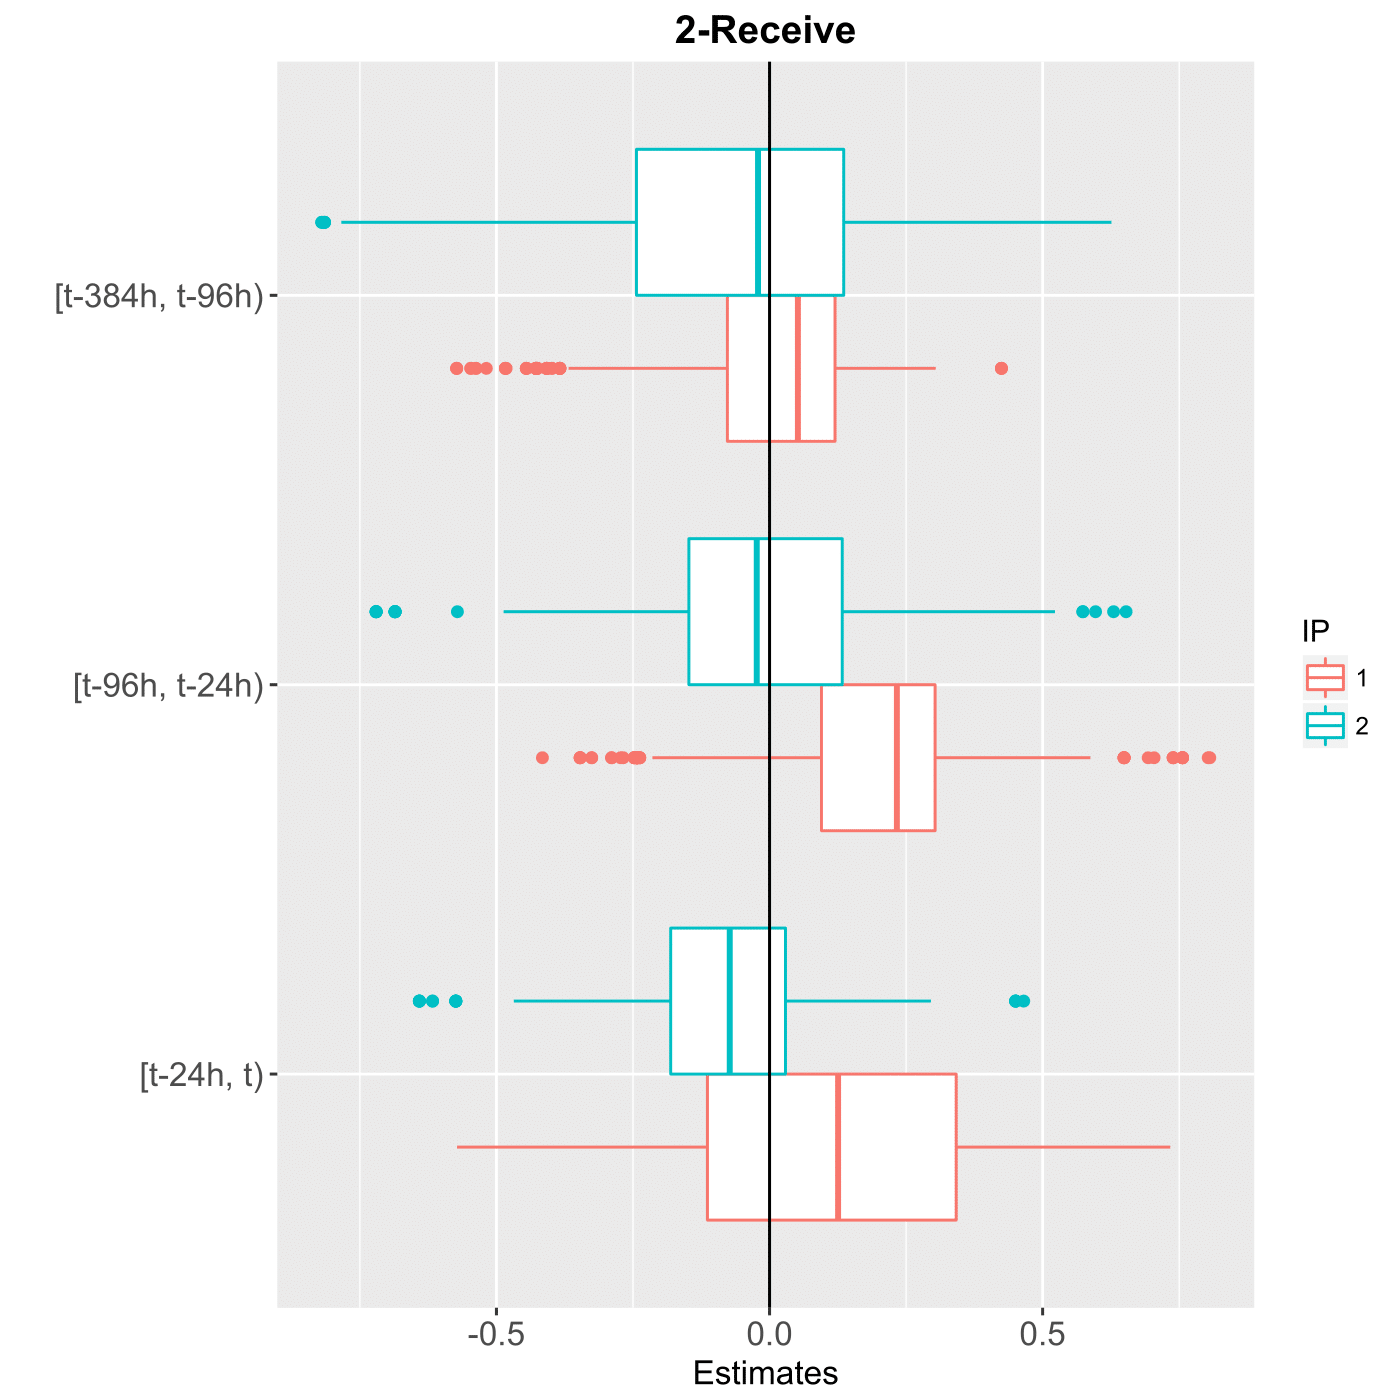 2-Receive
[t-384h, t-96h)
[t-96h, t-24h)
[t-24h, t)
-0.5
0.0
0.5
Estimates
IP
1
2